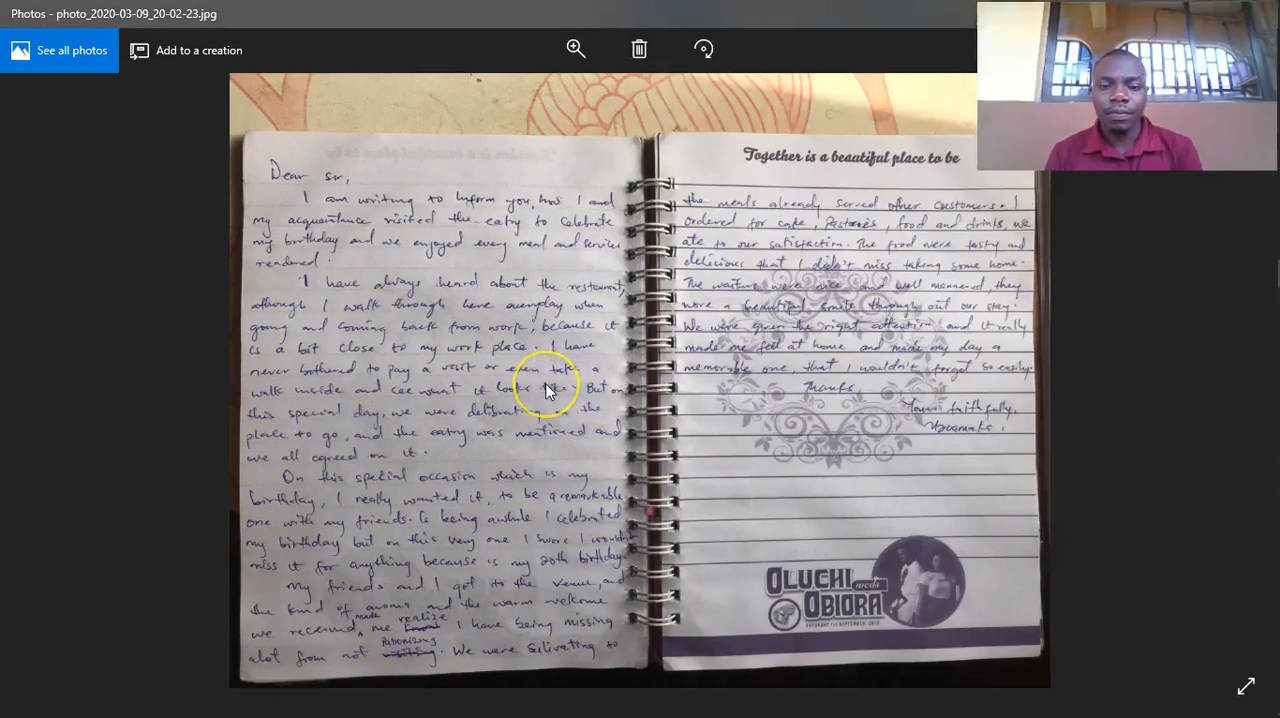 Photos - photo_2020-03-09_20-02-23.jpg
See all photos
Add to a creation
Dear Sir,
I am writing to inform you, how I and
my acquaintance visited the eatry to celebrate
my birthday and we enjoyed every meal and services
rendered.
I have always heard about the restaurant,
although I walk through here everyday when
going and coming back from work, because it
is a bit close to my work place. I have
never bothered to pay a visit or even take a
walk inside and see what it looks like. But on
this special day, we were delibrating on the
place to go, and the eatry was mentioned and
we all agreed on it.
On this special occasion which is my
birthday, I really wanted it, to be a remarkable
one with my friends. Is being awhile I celebrated
my birthday but on this very one I swore I wouldn't
miss it for anything because is my 20th birthday.
My friends and I got to the venue, and
the kind of and the warm welcome
we received, made me realize I have being missing
alot from not Patronizing. We were Salivating to
Together is a beautiful place to be
the meals already served other customers. I
ordered for cake, Pastries, food and drinks, we
ate to our satisfaction. The food were tasty and
delicious that I didn't miss taking some home.
The waiters were nice and well mannered, they
wore a beautiful smile through out our stay.
We were given the right attention, and it really
made me feel at home and made my day a
memorable one, that I wouldn't forget so easily.
Thanks
Yours faithfully,
OLUCHI weds
OBIORA
SATURDAY 1ST SEPTEMBER, 2018